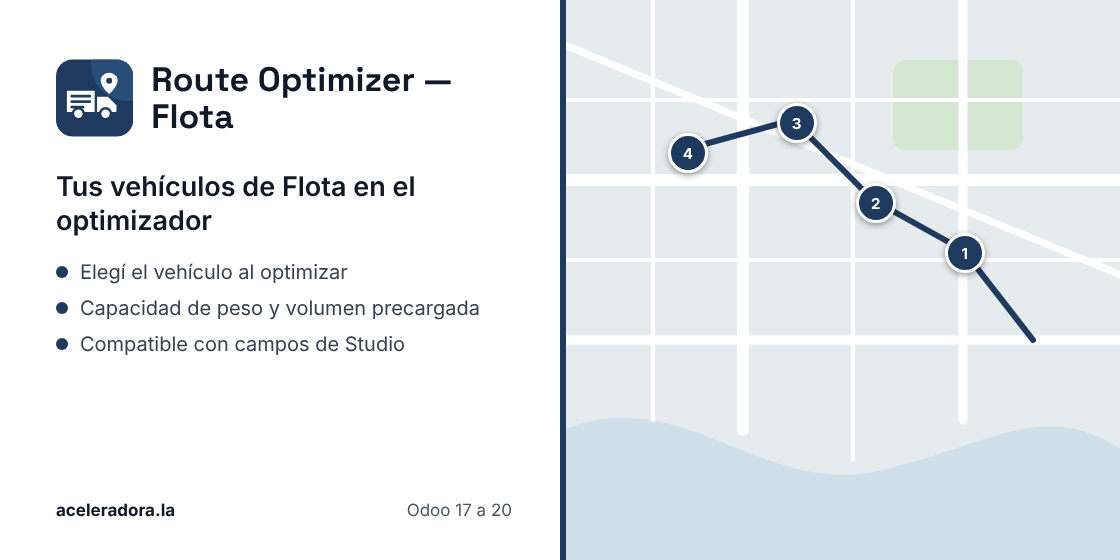 Route Optimizer —
Flota
Tus vehículos de Flota en el
optimizador
Elegí el vehículo al optimizar
Capacidad de peso y volumen precargada
Compatible con campos de Studio
aceleradora.la
Odoo 17 a 20
4
3
2
1